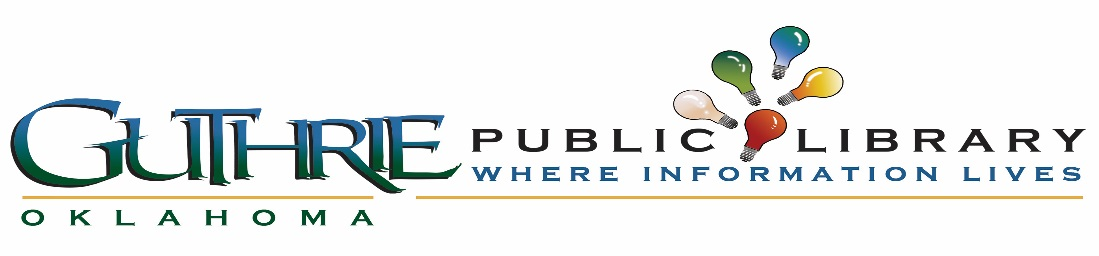 GUTHRIE
OKLAHOMA
PUBLIC LIBRARY
WHERE INFORMATION LIVES